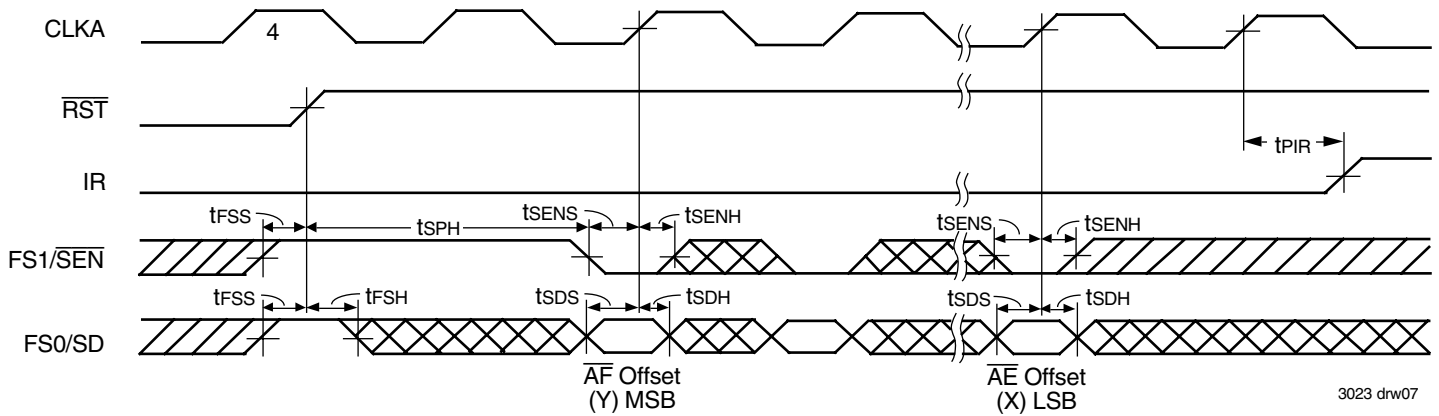 CLKA
4
RST
tPIR
IR
tFSS tSPH tSENS tSENH tSENS tSENH
FS1/SEN
tFSS tFSH tSDS tSDH tSDS tSDH
FS0/SD
AF Offset
(Y) MSB
AE Offset
(X) LSB
3023 drw07